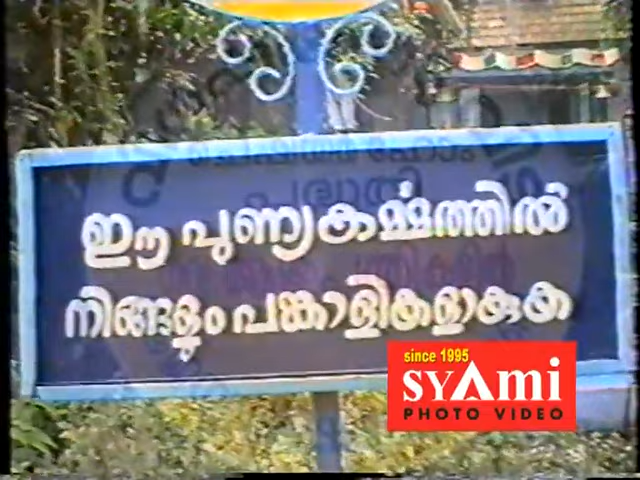 ഈ പുണ്യകർമ്മത്തിൽ
നിങ്ങളും പങ്കാളികളാകുക
since 1995
SYAmi
PHOTO VIDEO